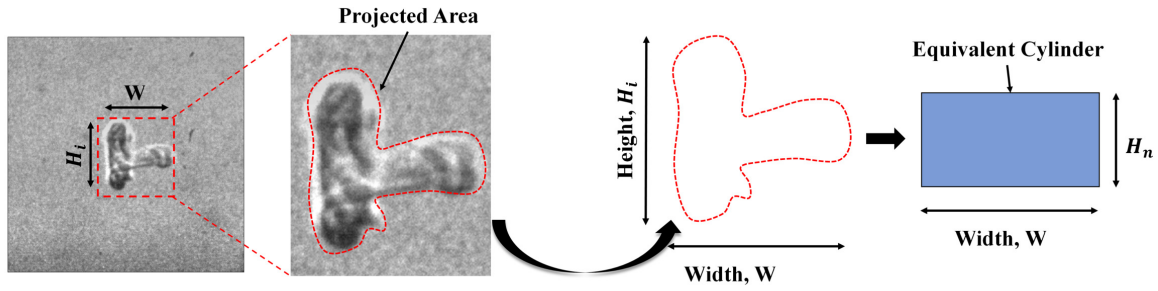 Projected Area
W
H_i
Height, H_i
Width, W
Equivalent Cylinder
H_n
Width, W